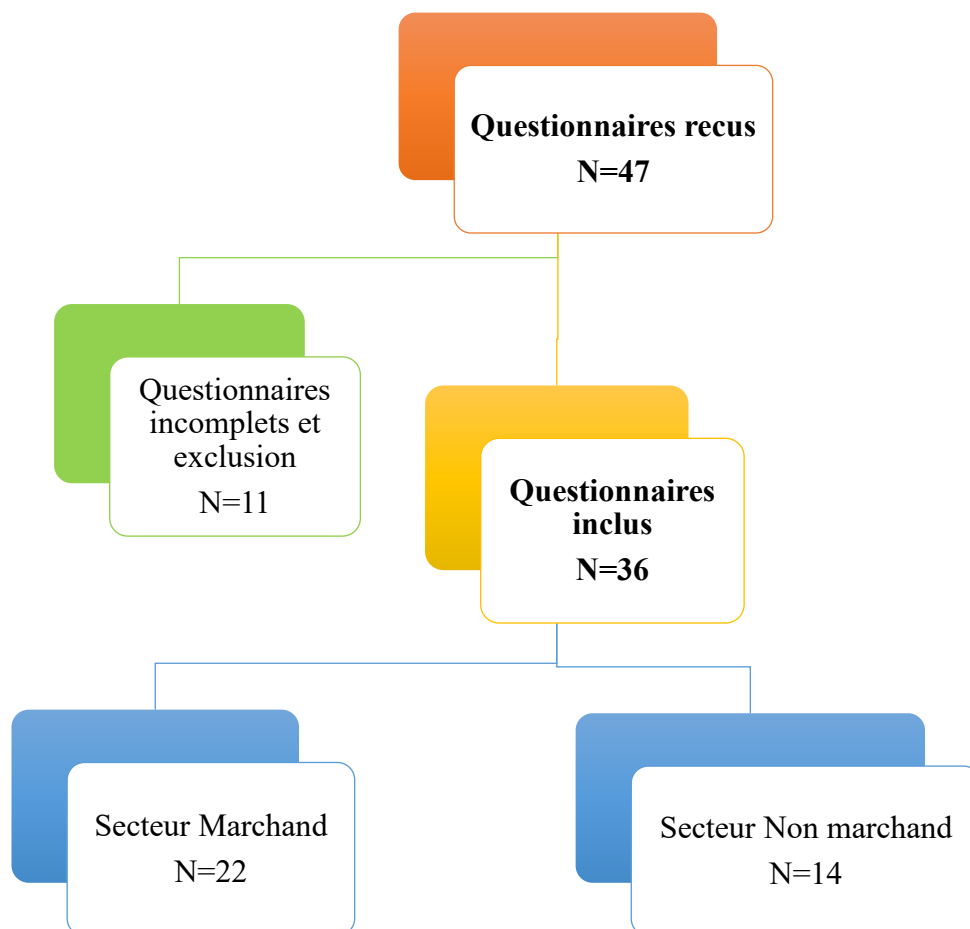 Questionnaires recus
N=47
Questionnaires
incomplets et
exclusion
N=11
Questionnaires
inclus
N=36
Secteur Marchand
N=22
Secteur Non marchand
N=14